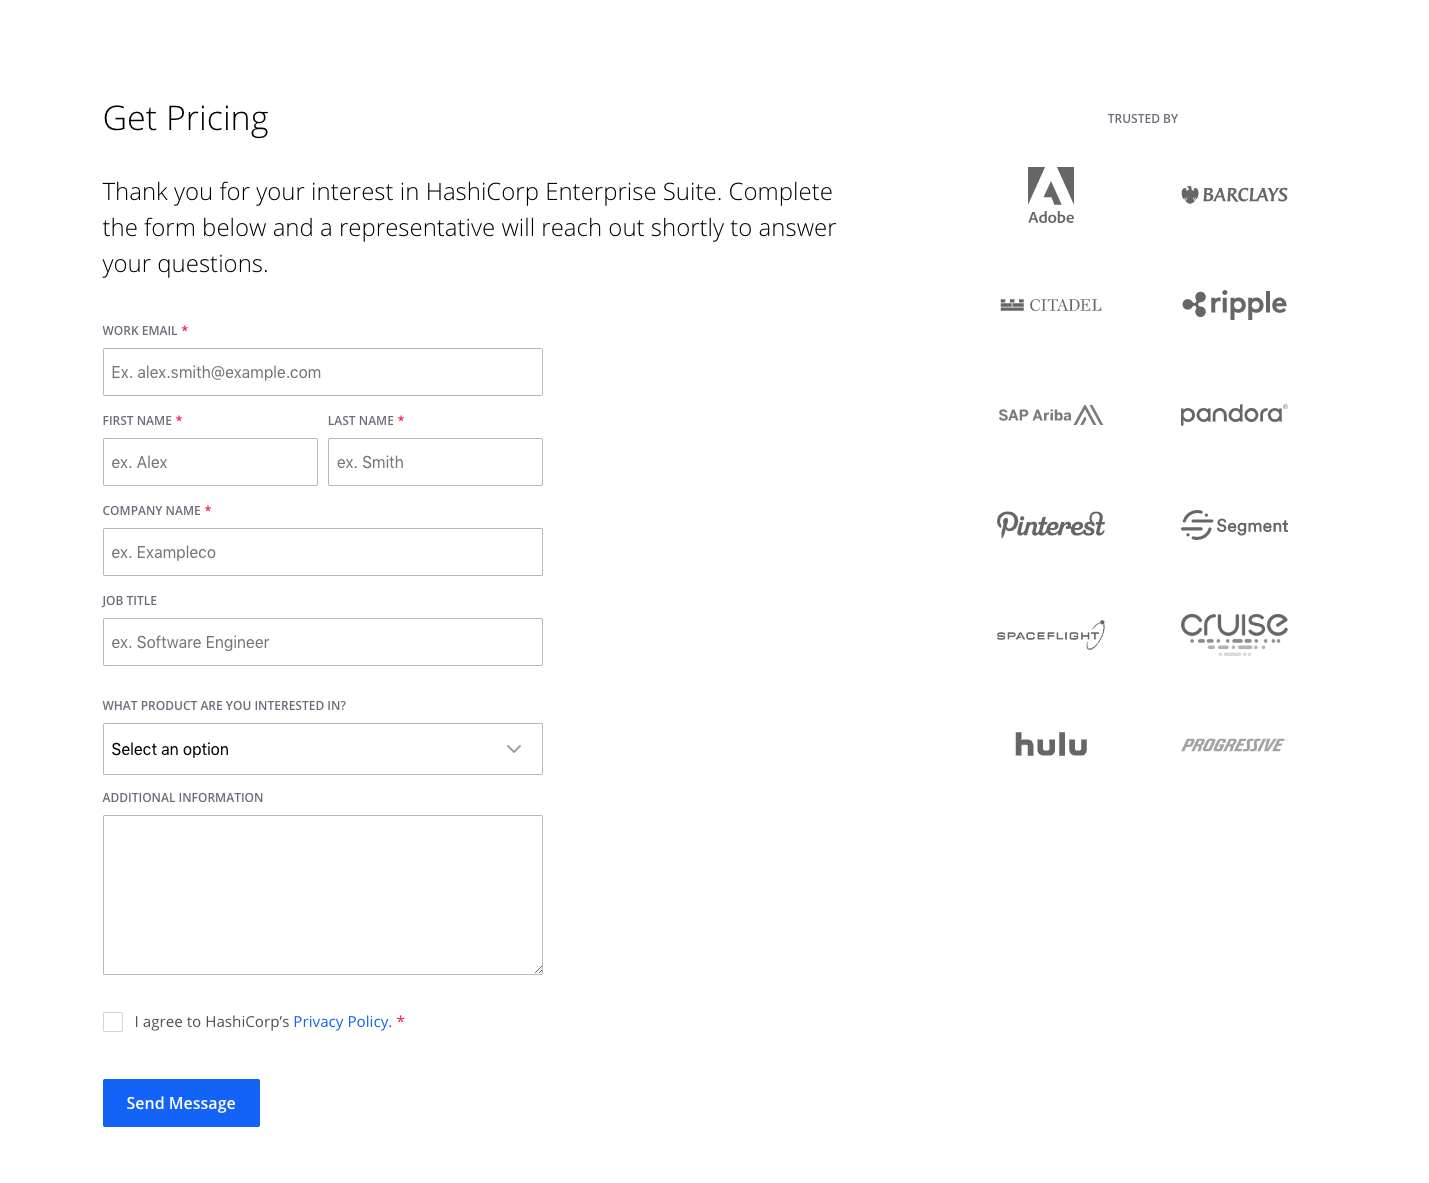 Get Pricing
Thank you for your interest in HashiCorp Enterprise Suite. Complete
the form below and a representative will reach out shortly to answer
your questions.
WORK EMAIL *
Ex. alex.smith@example.com
FIRST NAME * LAST NAME *
ex. Alex ex. Smith
COMPANY NAME *
ex. Exampleco
JOB TITLE
ex. Software Engineer
WHAT PRODUCT ARE YOU INTERESTED IN?
Select an option
ADDITIONAL INFORMATION
I agree to HashiCorp’s Privacy Policy. *
Send Message
TRUSTED BY
Adobe BARCLAYS
CITADEL ripple
SAP Ariba pandora®
Pinterest Segment
SPACEFLIGHT CRUISE
hulu PROGRESSIVE